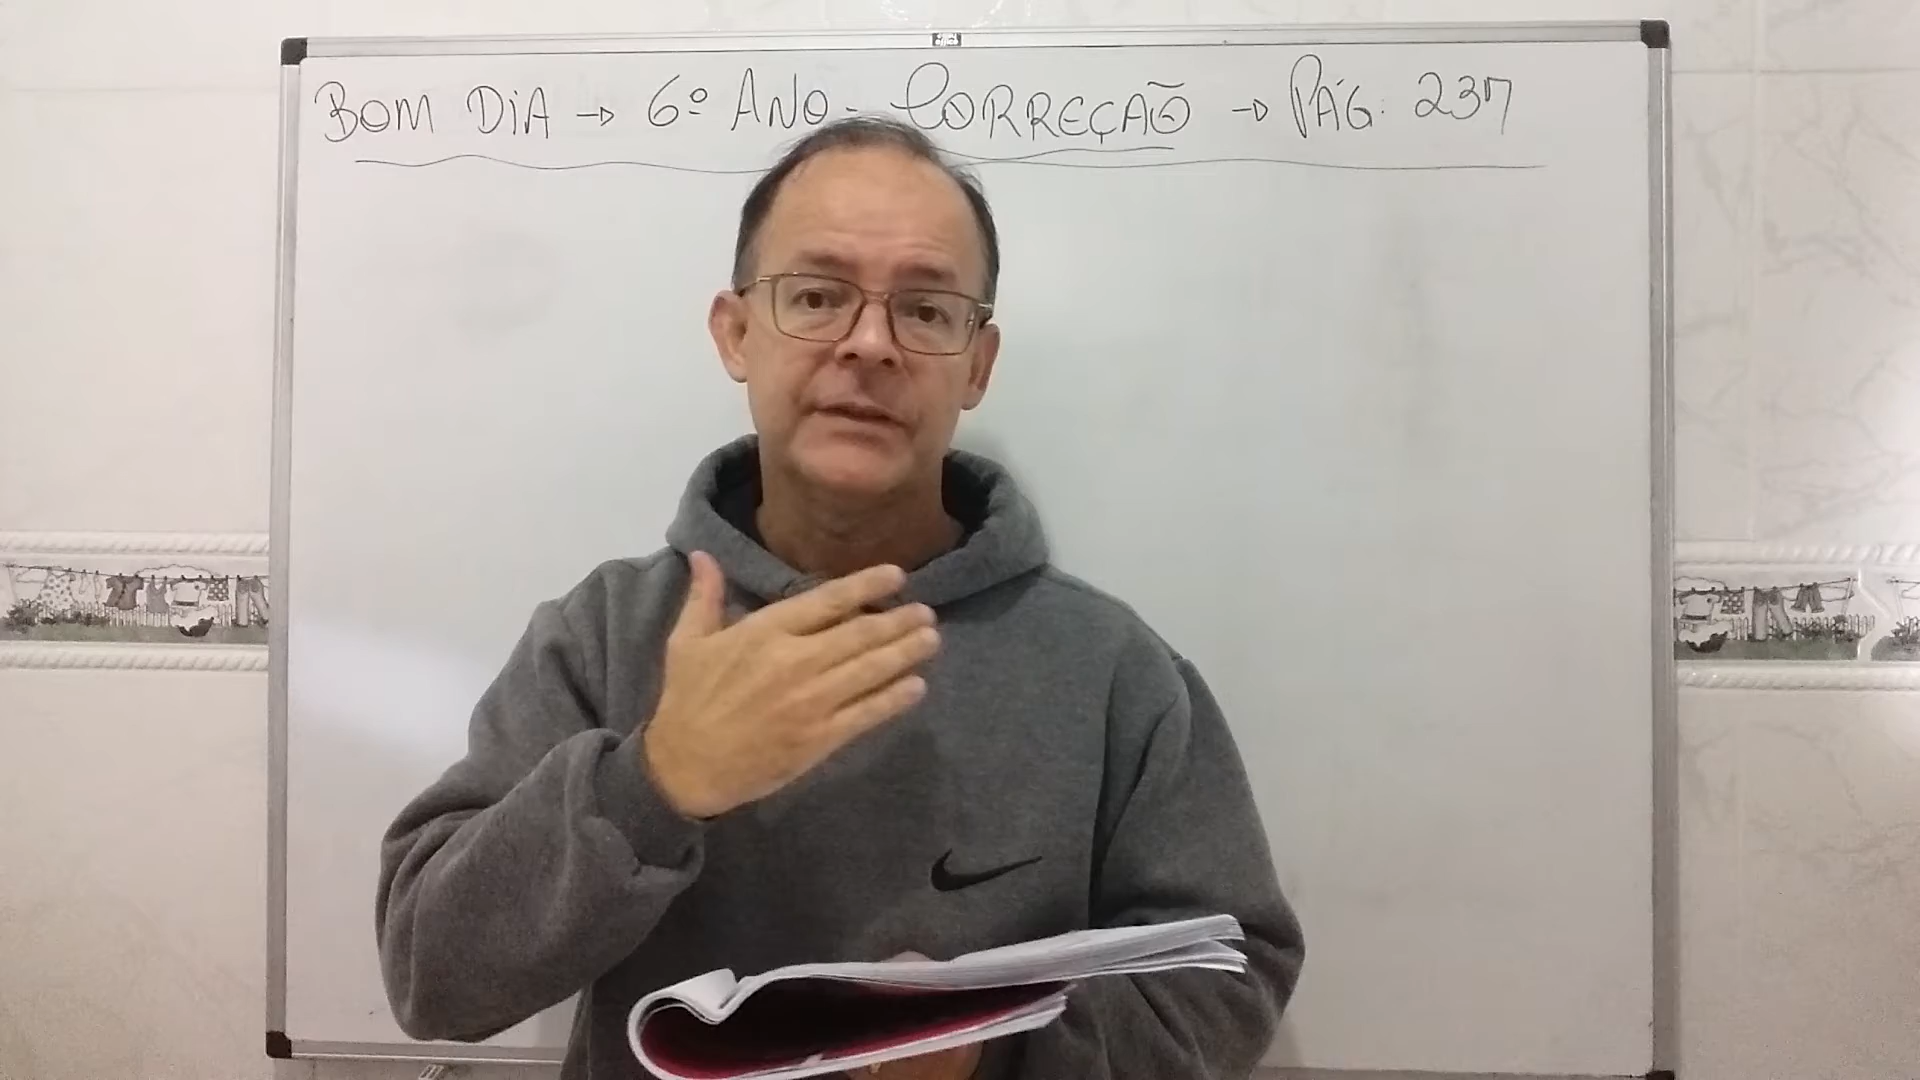 BOM DIA → 6º ANO - CORREÇÃO → PÁG: 237